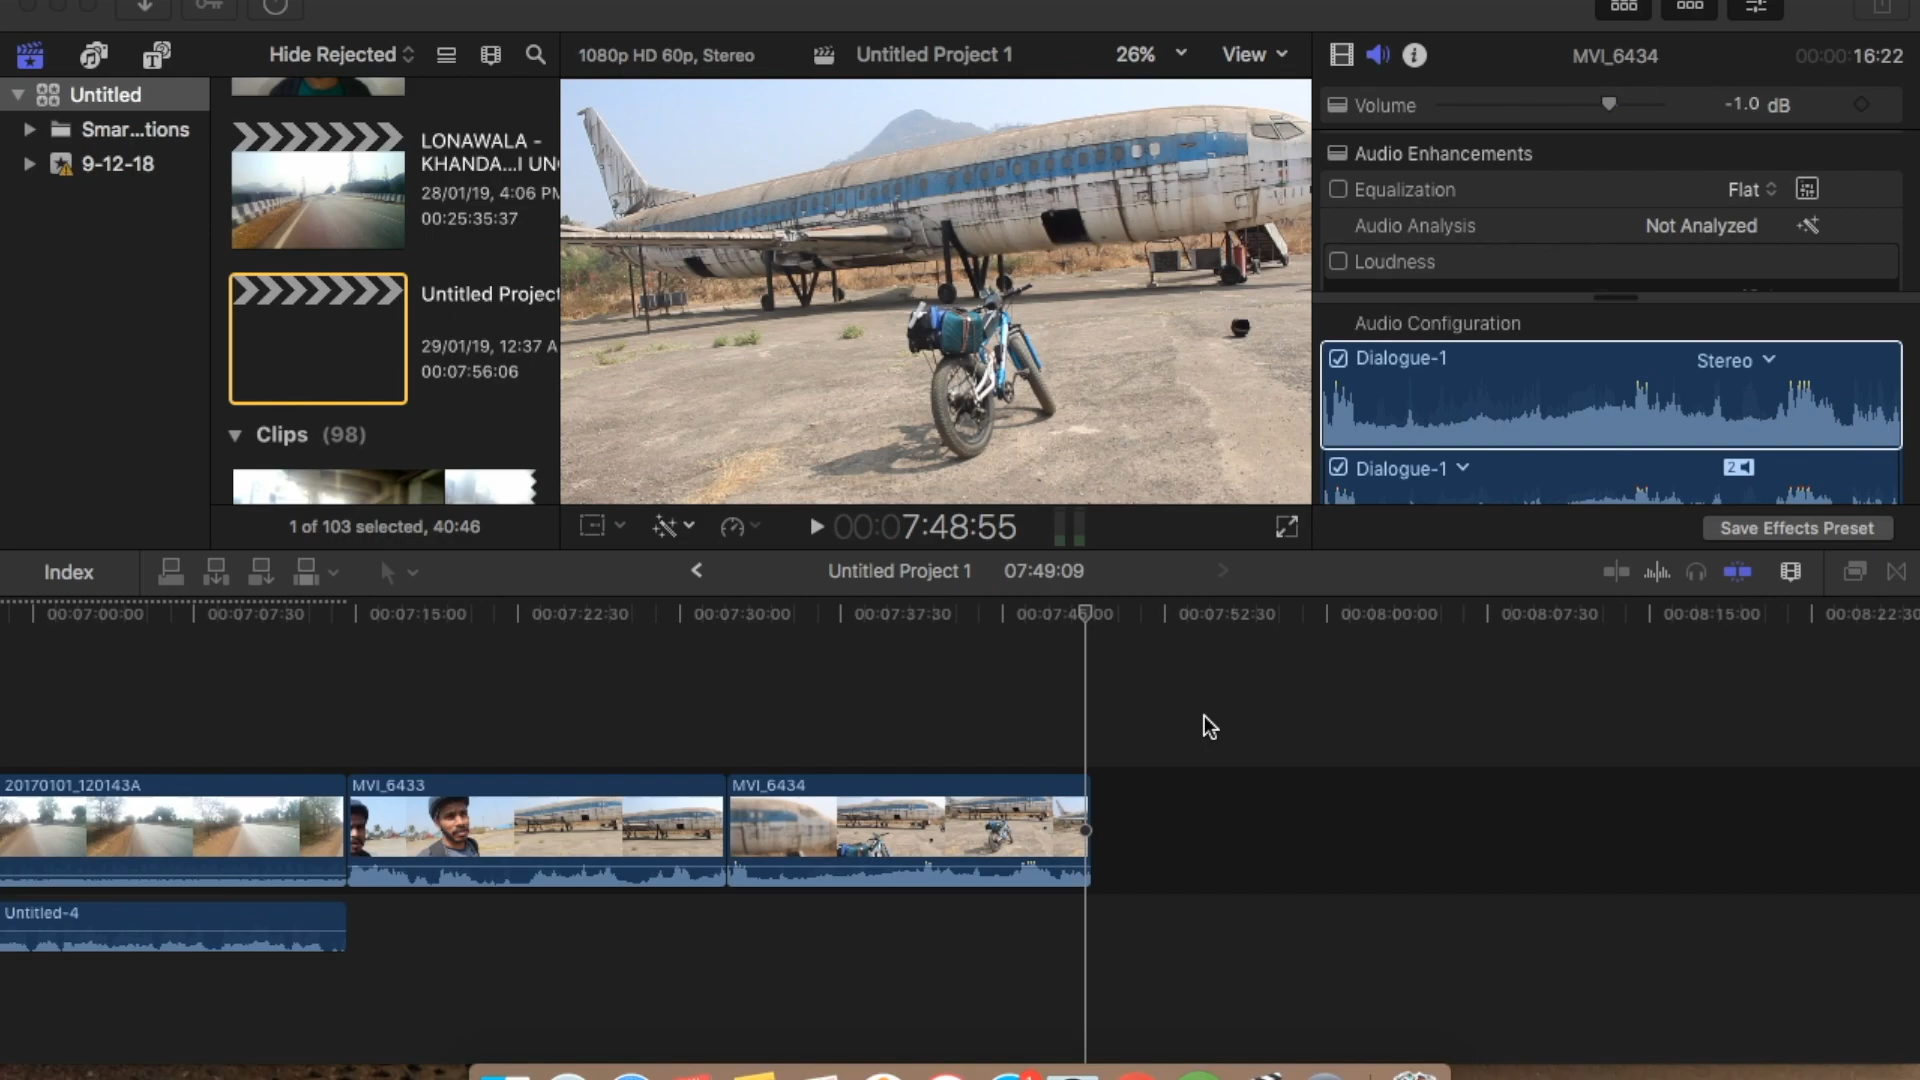 Hide Rejected
1080p HD 60p, Stereo
Untitled Project 1
26%
View
MVI_6434
00:00:16:22
Untitled
Smar...tions
9-12-18
LONAWALA -
KHANDA...I UN
28/01/19, 4:06 PM
00:25:35:37
Untitled Project
29/01/19, 12:37 A
00:07:56:06
Clips (98)
1 of 103 selected, 40:46
00:07:48:55
Volume
-1.0 dB
Audio Enhancements
Equalization
Flat
Audio Analysis
Not Analyzed
Loudness
Audio Configuration
Dialogue-1
Stereo
Dialogue-1
2
Save Effects Preset
Index
Untitled Project 1
07:49:09
00:07:00:00
00:07:07:30
00:07:15:00
00:07:22:30
00:07:30:00
00:07:37:30
00:07:45:00
00:07:52:30
00:08:00:00
00:08:07:30
00:08:15:00
00:08:22:30
20170101_120143A
MVI_6433
MVI_6434
Untitled-4